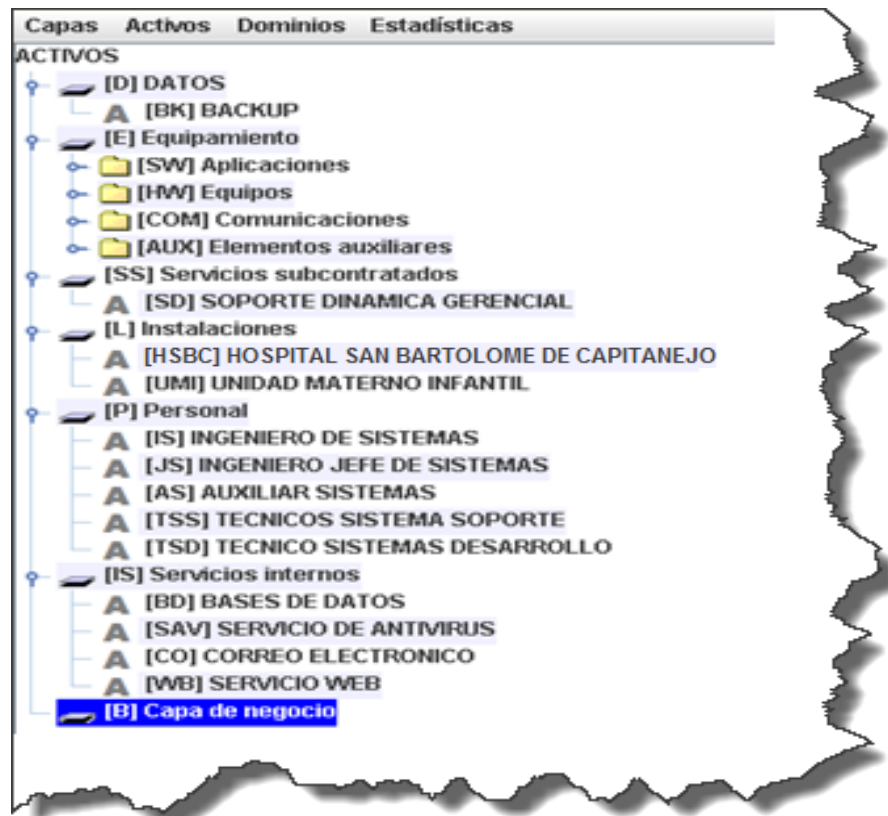 Capas Activos Dominios Estadísticas
ACTIVOS
[D] DATOS
A [BK] BACKUP
[E] Equipamiento
[SW] Aplicaciones
[HW] Equipos
[COM] Comunicaciones
[AUX] Elementos auxiliares
[SS] Servicios subcontratados
A [SD] SOPORTE DINAMICA GERENCIAL
[L] Instalaciones
A [HSBC] HOSPITAL SAN BARTOLOME DE CAPITANEJO
A [UMI] UNIDAD MATERNO INFANTIL
[P] Personal
A [IS] INGENIERO DE SISTEMAS
A [JS] INGENIERO JEFE DE SISTEMAS
A [AS] AUXILIAR SISTEMAS
A [TSS] TECNICOS SISTEMA SOPORTE
A [TSD] TECNICO SISTEMAS DESARROLLO
[IS] Servicios internos
A [BD] BASES DE DATOS
A [SAV] SERVICIO DE ANTIVIRUS
A [CO] CORREO ELECTRONICO
A [WB] SERVICIO WEB
[B] Capa de negocio